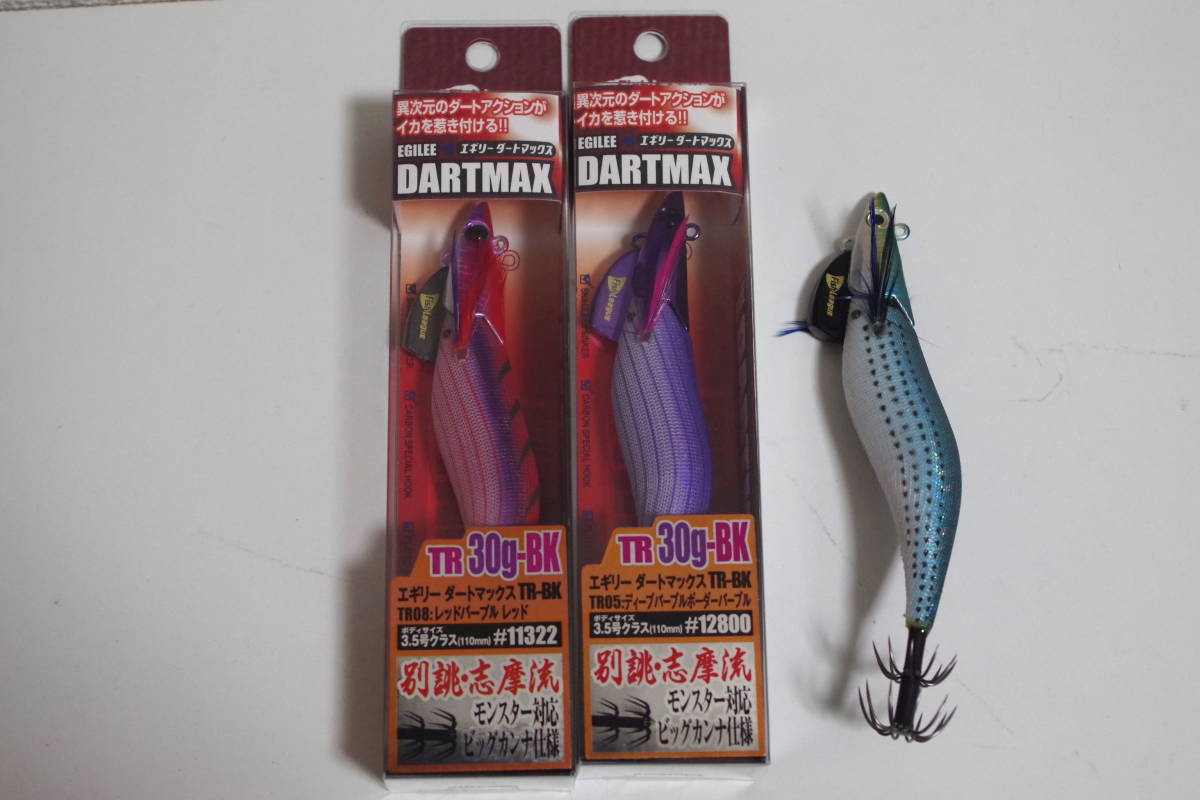 異次元のダートアクションが
イカを惹き付ける!!
EGILEE エギリー ダートマックス
DARTMAX
Fish League
CARBON SPECIAL HOOK
TR 30g-BK
エギリー ダートマックス TR-BK
TR08:レッドパープル レッド
ボディサイズ
3.5号クラス(110mm) #11322
別誂・志摩流
モンスター対応
ビッグカンナ仕様
異次元のダートアクションが
イカを惹き付ける!!
EGILEE エギリー ダートマックス
DARTMAX
Fish League
CARBON SPECIAL HOOK
TR 30g-BK
エギリー ダートマックス TR-BK
TR05:ディープパープルボーダーパープル
ボディサイズ
3.5号クラス(110mm) #12800
別誂・志摩流
モンスター対応
ビッグカンナ仕様